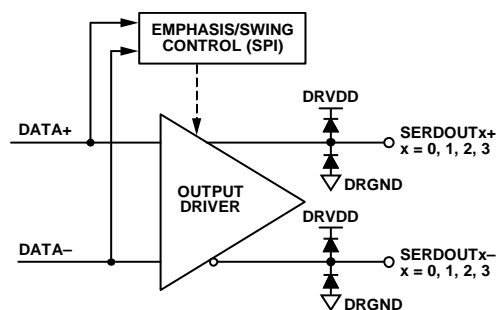 EMPHASIS/SWING
CONTROL (SPI)
DRVDD
DATA+
SERDOUTx+
x = 0, 1, 2, 3
OUTPUT
DRIVER
DRGND
DRVDD
DATA–
SERDOUTx–
x = 0, 1, 2, 3
DRGND